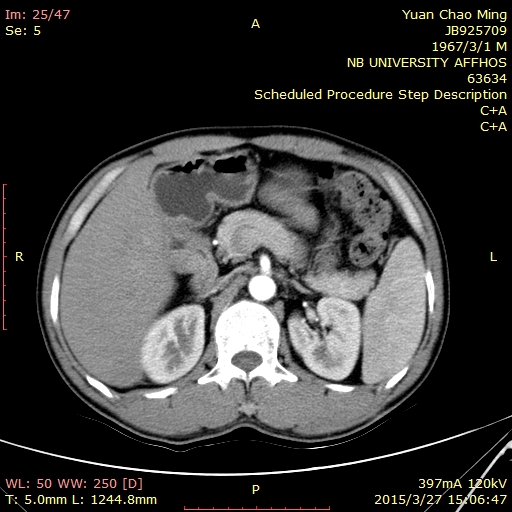 Im: 25/47
Se: 5
A
Yuan Chao Ming
JB925709
1967/3/1 M
NB UNIVERSITY AFFHOS
63634
Scheduled Procedure Step Description
C+A
C+A
R
L
WL: 50 WW: 250 [D]
T: 5.0mm L: 1244.8mm
P
397mA 120kV
2015/3/27 15:06:47